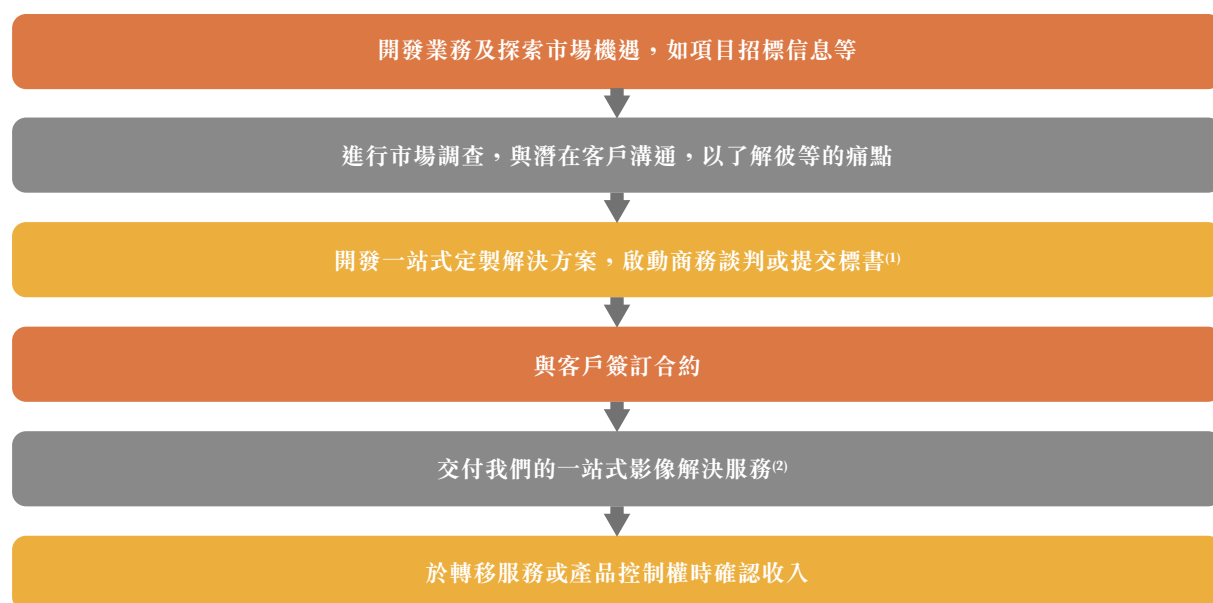 開發業務及探索市場機遇，如項目招標信息等
進行市場調查，與潛在客戶溝通，以了解彼等的痛點
開發一站式定製解決方案，啟動商務談判或提交標書(1)
與客戶簽訂合約
交付我們的一站式影像解決服務(2)
於轉移服務或產品控制權時確認收入